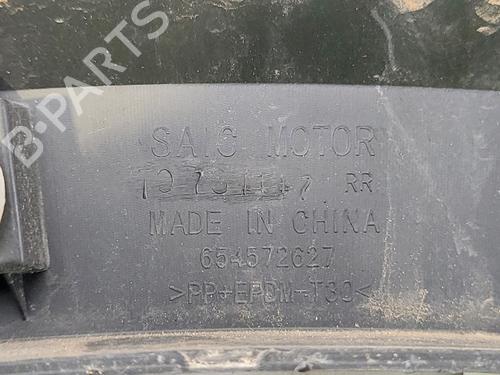 B-PARTS
SAIC MOTOR
RR
MADE IN CHINA
654572627
>PP+EPDM-T30<